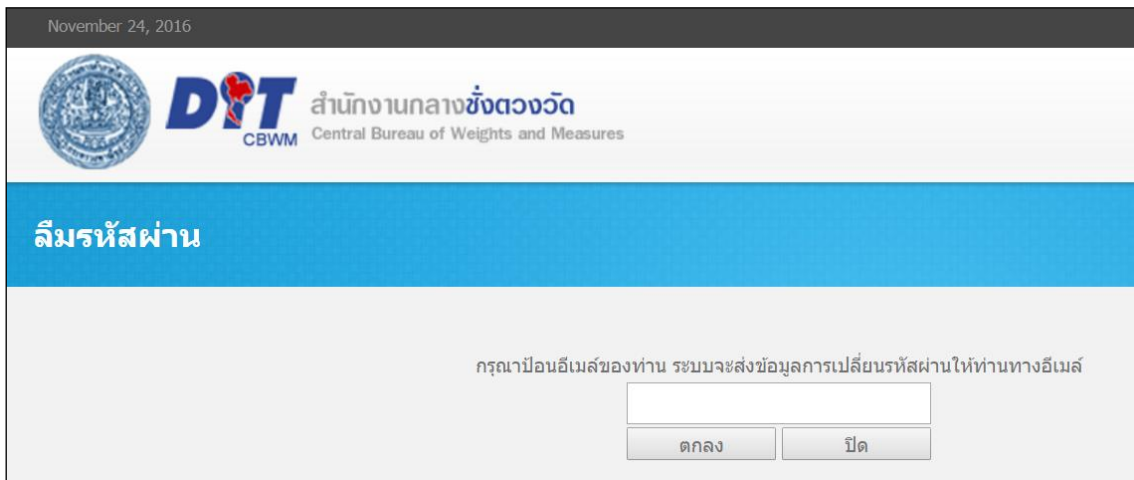 November 24, 2016
DIT
CBWM
สำนักงานกลางชั่งตวงวัด
Central Bureau of Weights and Measures
ลืมรหัสผ่าน
กรุณาป้อนอีเมล์ของท่าน ระบบจะส่งข้อมูลการเปลี่ยนรหัสผ่านให้ท่านทางอีเมล์
ตกลง ปิด